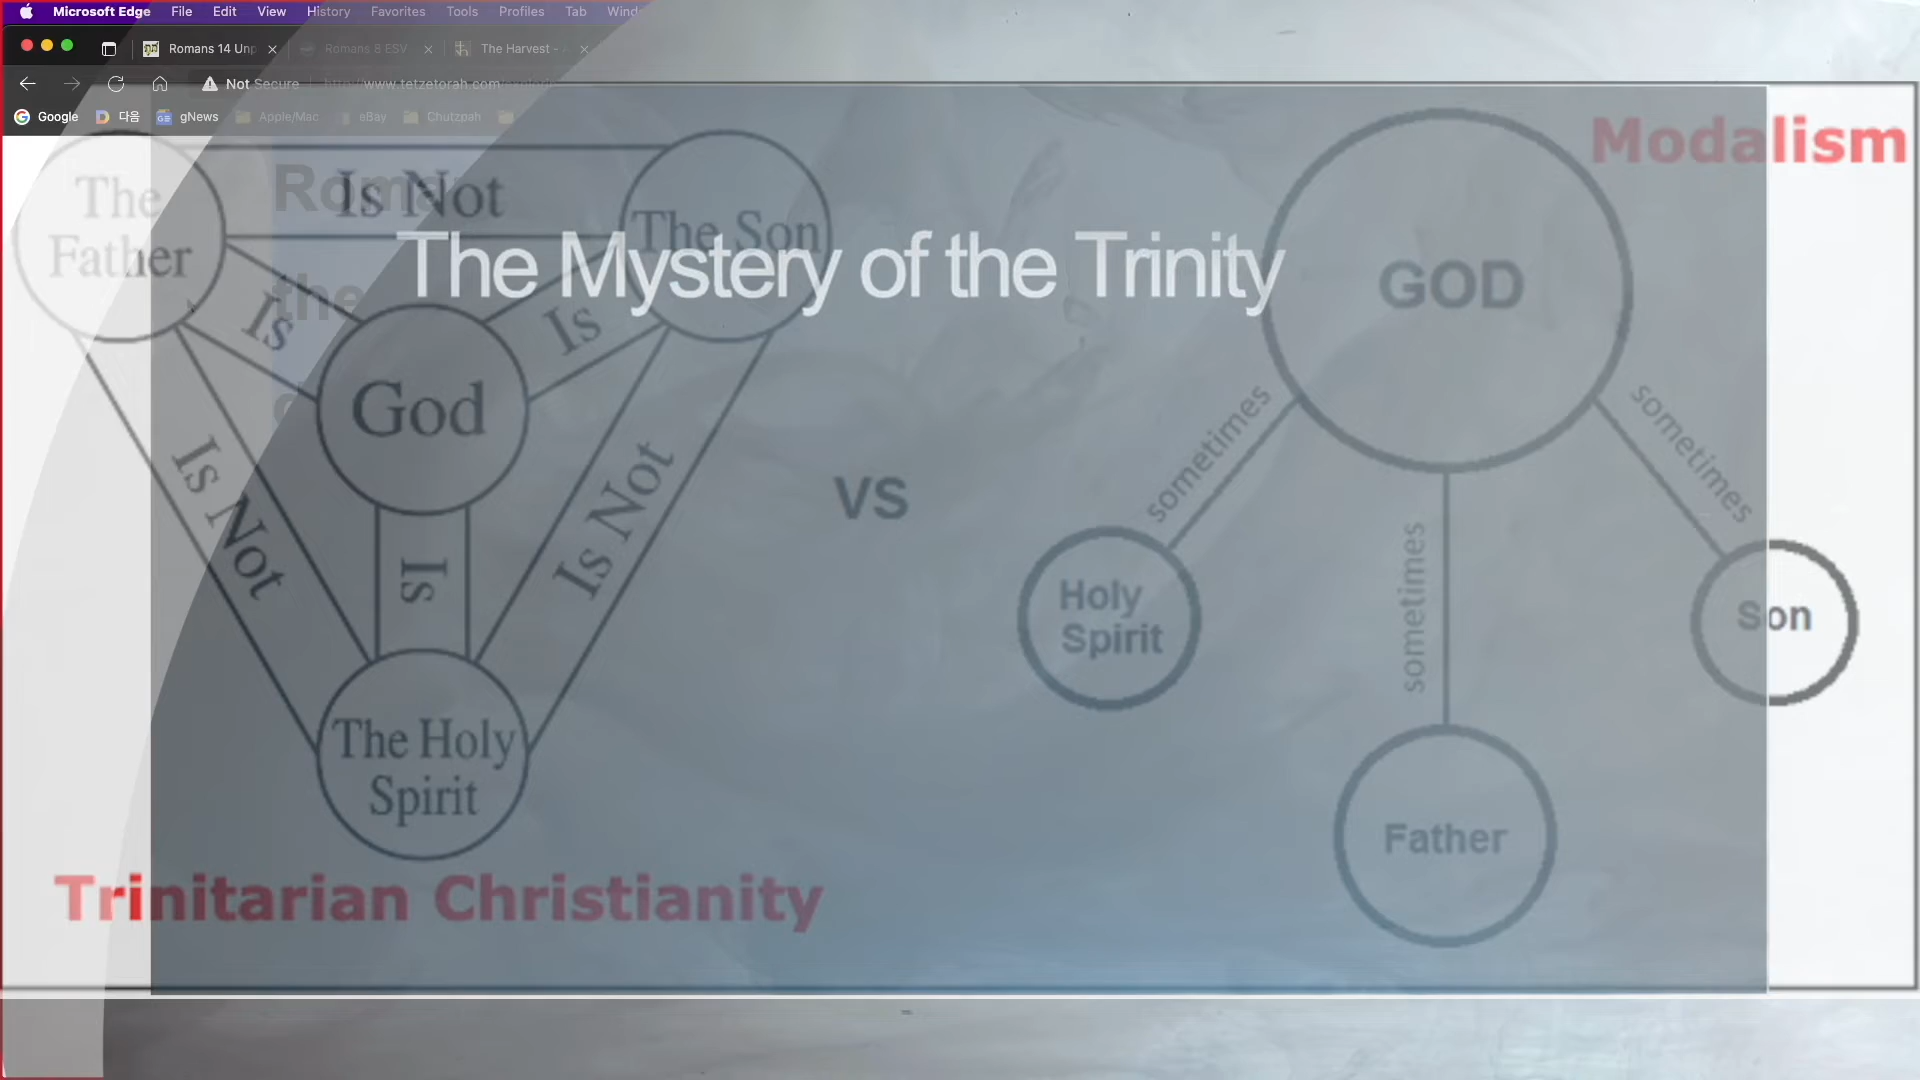 Microsoft Edge File Edit View History Favorites Tools Profiles Tab
Romans 14 Romans 8 ESV The Harvest -
Not Secure http://www.tetzetorah.com
Google 다음 gNews Apple/Mac eBay Chutzpah
Modalism
The Father
Is Not
The Son
The Mystery of the Trinity
the
Is
Is
God
GOD
sometimes
sometimes
Is Not
Is
Is Not
VS
sometimes
Holy Spirit
Son
The Holy Spirit
Father
Trinitarian Christianity